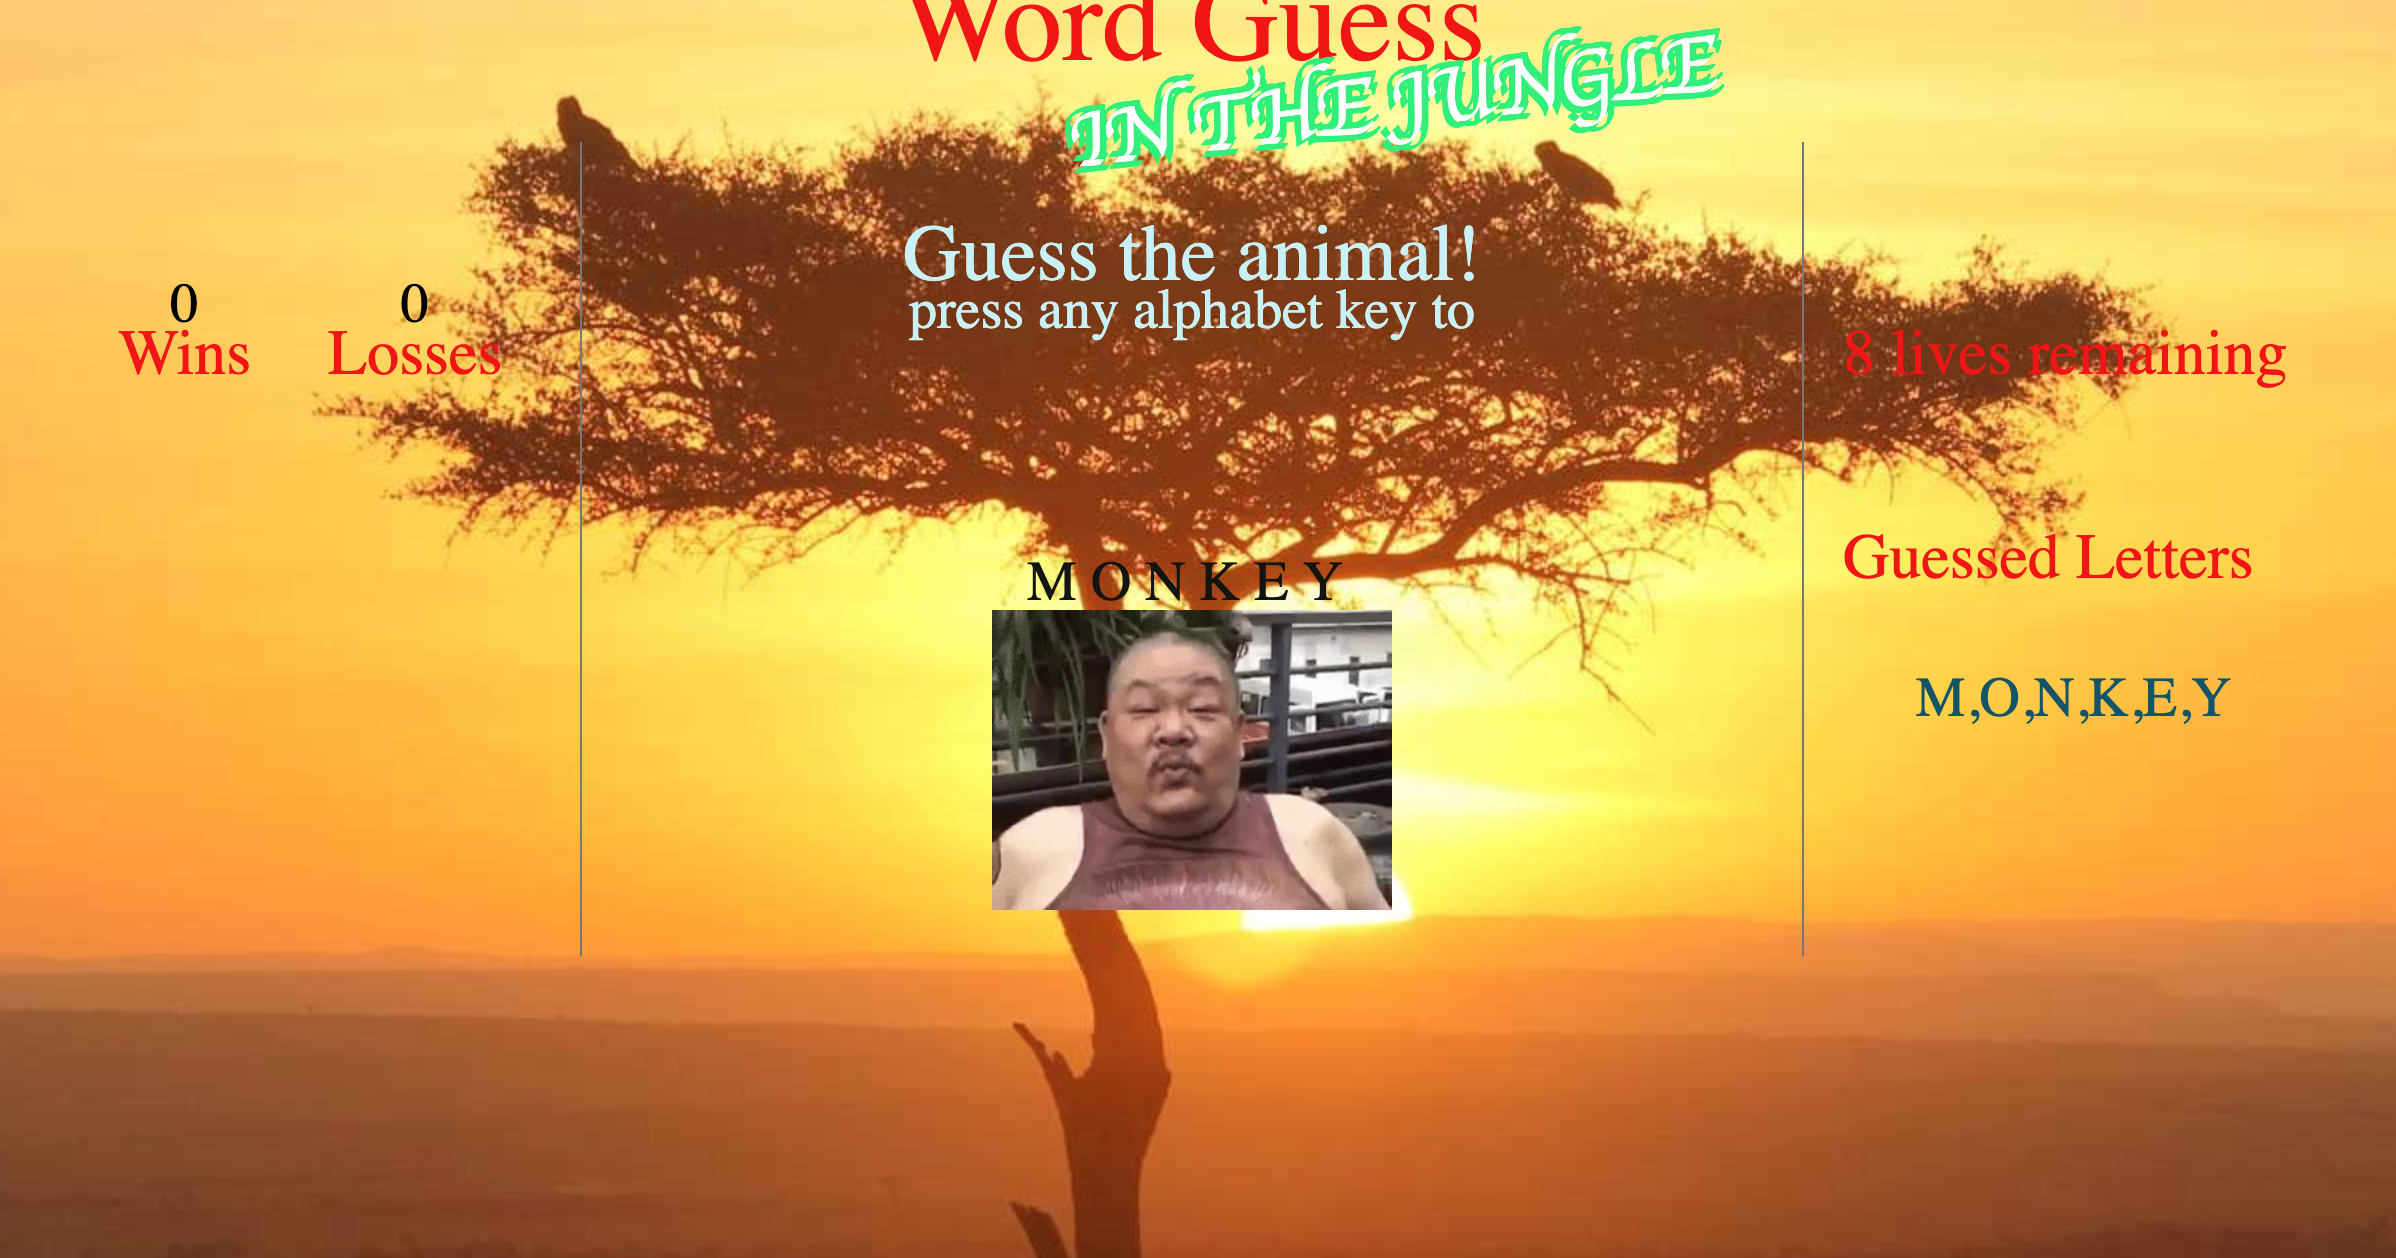 Word Guess
IN THE JUNGLE
Guess the animal!
press any alphabet key to
0 0
Wins Losses
8 lives remaining
Guessed Letters
M O N K E Y
M,O,N,K,E,Y